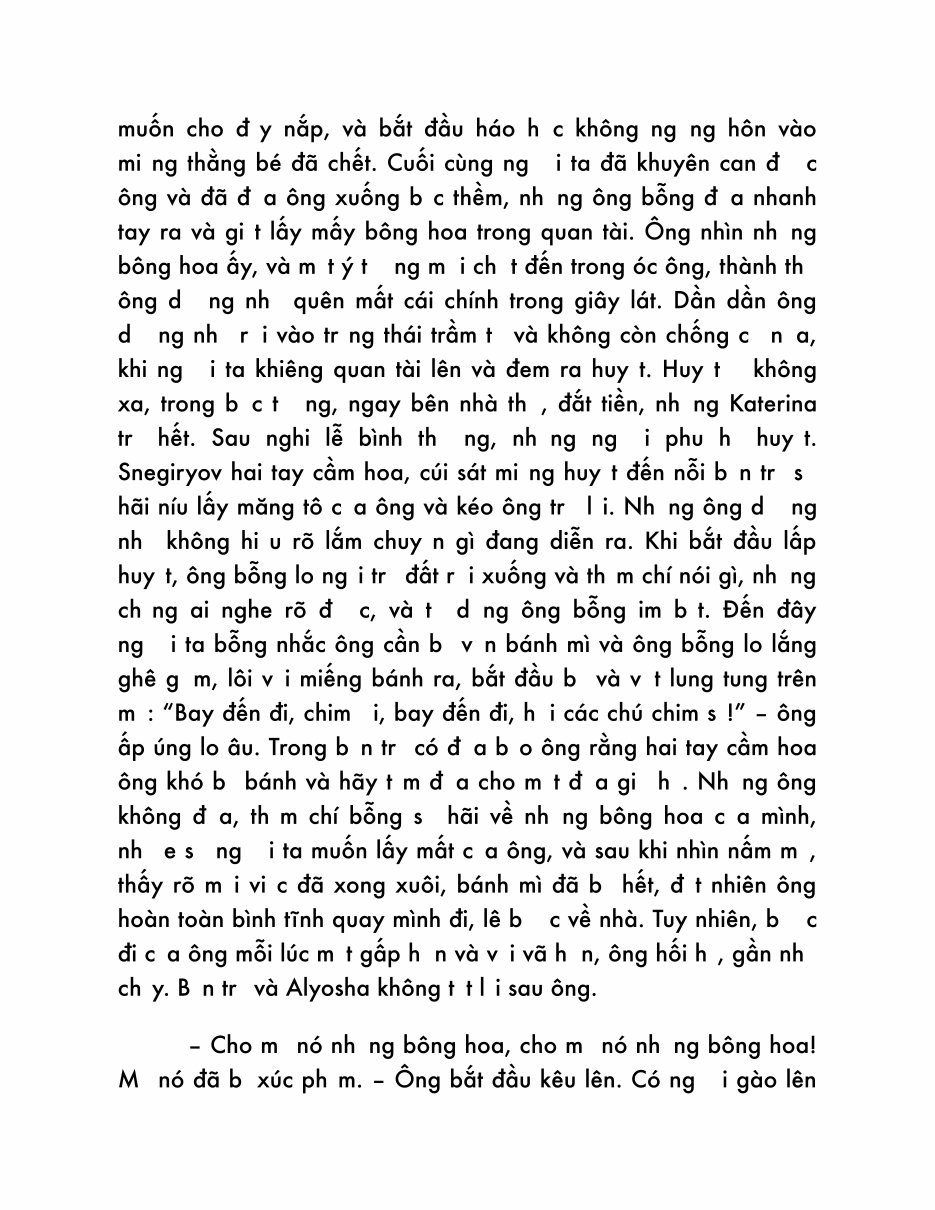 muốn cho đ y nắp, và bắt đầu háo h c không ng ng hôn vào
mi ng thằng bé đã chết. Cuối cùng ng  i ta đã khuyên can đ  c
ông và đã đ a ông xuống b c thềm, nh ng ông bỗng đ a nhanh
tay ra và gi t lấy mấy bông hoa trong quan tài. Ông nhìn nh ng
bông hoa ấy, và m t ý t  ng m i ch t đến trong óc ông, thành th
ông d  ng nh  quên mất cái chính trong giây lát. Dần dần ông
d  ng nh  r i vào tr ng thái trầm t  và không còn chống c  n a,
khi ng  i ta khiêng quan tài lên và đem ra huy t. Huy t  không
xa, trong b c t  ng, ngay bên nhà th , đắt tiền, nh ng Katerina
tr  hết. Sau nghi lễ bình th  ng, nh ng ng  i phu h  huy t.
Snegiryov hai tay cầm hoa, cúi sát mi ng huy t đến nỗi b n tr  s
hãi níu lấy măng tô c a ông và kéo ông tr  l i. Nh ng ông d  ng
nh  không hi u rõ lắm chuy n gì đang diễn ra. Khi bắt đầu lấp
huy t, ông bỗng lo ng i tr  đất r i xuống và th m chí nói gì, nh ng
ch ng ai nghe rõ đ  c, và t  d ng ông bỗng im b t. Đến đây
ng  i ta bỗng nhắc ông cần b  v n bánh mì và ông bỗng lo lắng
ghê g m, lôi v i miếng bánh ra, bắt đầu b  và v t lung tung trên
m : “Bay đến đi, chim  i, bay đến đi, h i các chú chim s !” – ông
ấp úng lo âu. Trong b n tr  có đ a b o ông rằng hai tay cầm hoa
ông khó b  bánh và hãy t m đ a cho m t đ a gi  h . Nh ng ông
không đ a, th m chí bỗng s  hãi về nh ng bông hoa c a mình,
nh  e s  ng  i ta muốn lấy mất c a ông, và sau khi nhìn nấm m ,
thấy rõ m i vi c đã xong xuôi, bánh mì đã b  hết, đ t nhiên ông
hoàn toàn bình tĩnh quay mình đi, lê b  c về nhà. Tuy nhiên, b  c
đi c a ông mỗi lúc m t gấp h n và v i vã h n, ông hối h , gần nh
ch y. B n tr  và Alyosha không t t l i sau ông.
– Cho m  nó nh ng bông hoa, cho m  nó nh ng bông hoa!
M  nó đã b  xúc ph m. – Ông bắt đầu kêu lên. Có ng  i gào lên